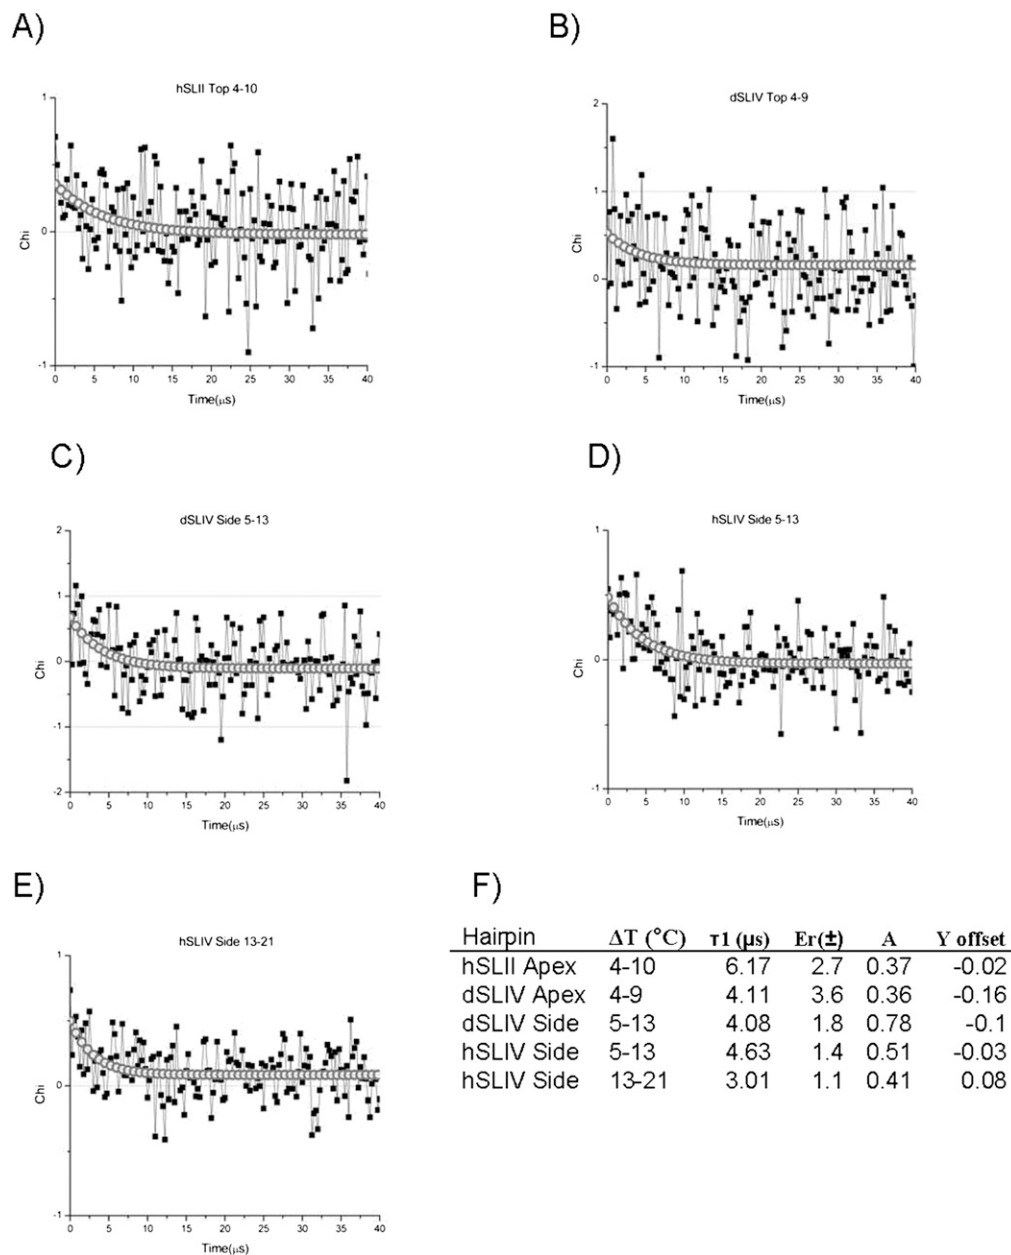 A)
hSLII Top 4-10
1
0
-1
Chi
0 5 10 15 20 25 30 35 40
Time(μs)
B)
dSLIV Top 4-9
2
1
0
-1
Chi
0 5 10 15 20 25 30 35 40
Time(μs)
C)
dSLIV Side 5-13
2
1
0
-1
-2
Chi
0 5 10 15 20 25 30 35 40
Time(μs)
D)
hSLIV Side 5-13
1
0
-1
Chi
0 5 10 15 20 25 30 35 40
Time(μs)
E)
hSLIV Side 13-21
1
0
-1
Chi
0 5 10 15 20 25 30 35 40
Time(μs)
F)
Hairpin ΔT (°C) τ1 (μs) Er(±) A Y offset
hSLII Apex 4-10 6.17 2.7 0.37 -0.02
dSLIV Apex 4-9 4.11 3.6 0.36 -0.16
dSLIV Side 5-13 4.08 1.8 0.78 -0.1
hSLIV Side 5-13 4.63 1.4 0.51 -0.03
hSLIV Side 13-21 3.01 1.1 0.41 0.08